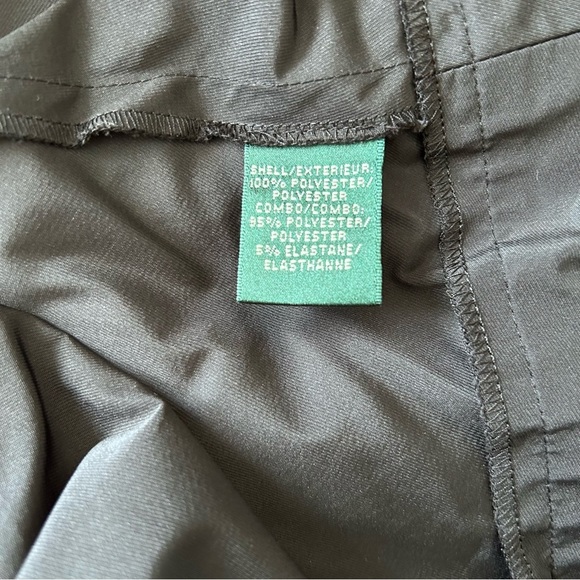 SHELL/EXTERIEUR:
100% POLYESTER/
POLYESTER
COMBO/COMBO:
95% POLYESTER/
POLYESTER
5% ELASTANE/
ELASTHANNE